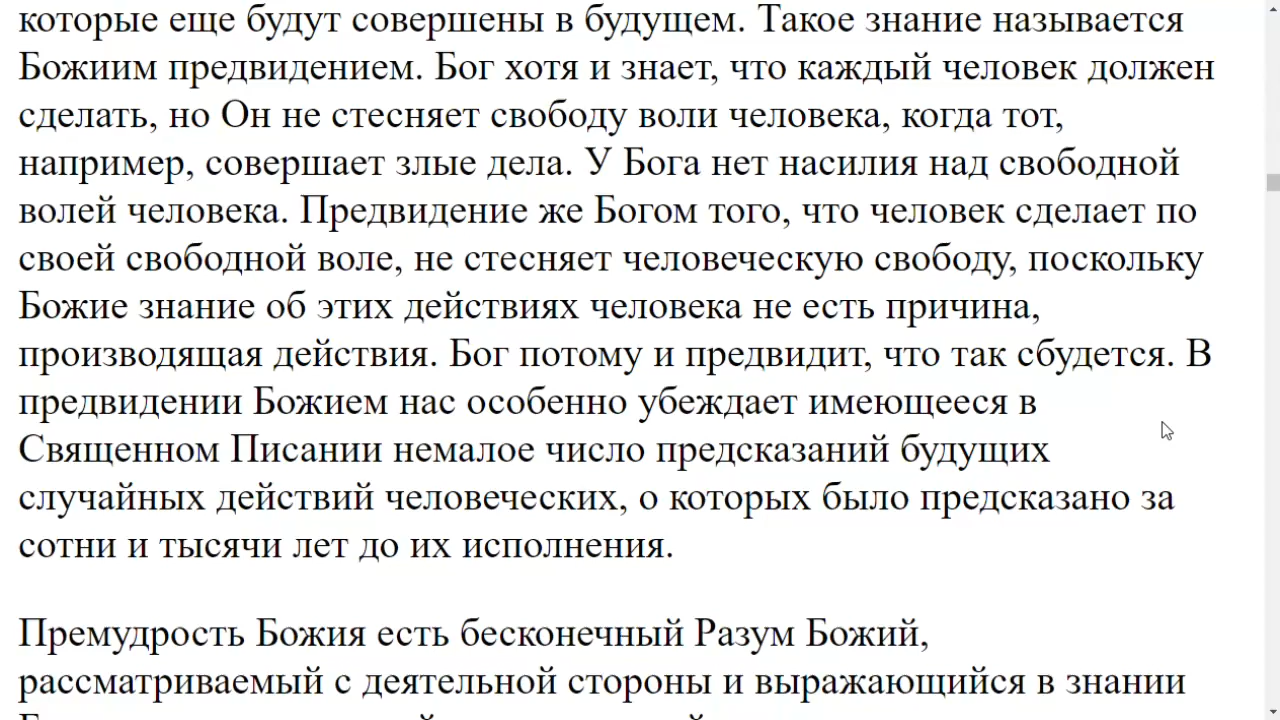 которые еще будут совершены в будущем. Такое знание называется
Божиим предвидением. Бог хотя и знает, что каждый человек должен
сделать, но Он не стесняет свободу воли человека, когда тот,
например, совершает злые дела. У Бога нет насилия над свободной
волей человека. Предвидение же Богом того, что человек сделает по
своей свободной воле, не стесняет человеческую свободу, поскольку
Божие знание об этих действиях человека не есть причина,
производящая действия. Бог потому и предвидит, что так сбудется. В
предвидении Божием нас особенно убеждает имеющееся в
Священном Писании немалое число предсказаний будущих
случайных действий человеческих, о которых было предсказано за
сотни и тысячи лет до их исполнения.
Премудрость Божия есть бесконечный Разум Божий,
рассматриваемый с деятельной стороны и выражающийся в знании